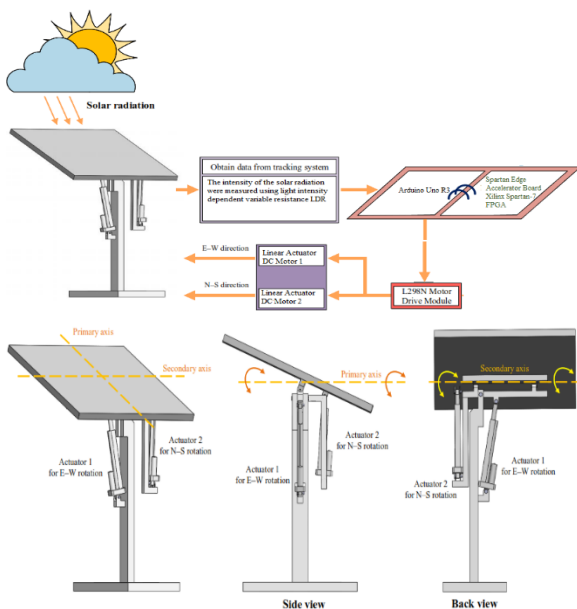 Solar radiation
Obtain data from tracking system
The intensity of the solar radiation
were measured using light intensity
dependent variable resistance LDR
Arduino Uno R3
Spartan Edge
Accelerator Board
Xilinx Spartan-7
FPGA
E–W direction
Linear Actuator
DC Motor 1
N–S direction
Linear Actuator
DC Motor 2
L298N Motor
Drive Module
Primary axis
Secondary axis
Actuator 1
for E–W rotation
Actuator 2
for N–S rotation
Primary axis
Actuator 1
for E–W rotation
Actuator 2
for N–S rotation
Side view
Secondary axis
Actuator 2
for N–S rotation
Actuator 1
for E–W rotation
Back view